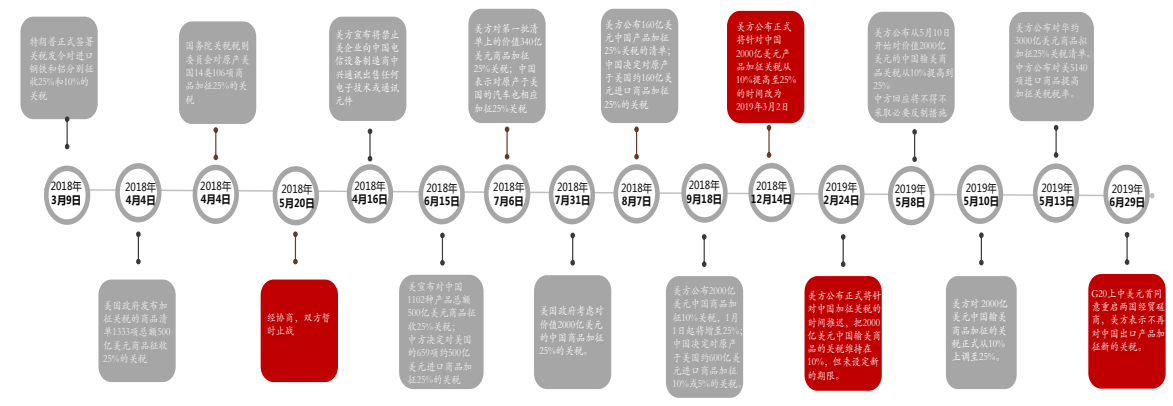 特朗普正式签署
关税发令对进口
钢铁和铝分别征
收25%和10%的
关税
国务院关税税则
委员会对原产美
国14类106项商
品加征25%的关
税
美方宣布将禁止
美企业向中国电
信设备制造商中
兴通讯出售任何
电子技术或通讯
元件
美方对第一批清
单上的价值340亿
美元商品加征
25%关税；中国
表示对原产于美
国的汽车也相应
加征25%关税
美方公布160亿美
元中国产品加征
25%关税的清单；
中国决定对原产
于美国约160亿美
元进口商品加征
25%的关税
美方公布正式
将针对中国
2000亿美元产
品加征关税从
10%提高至25%
的时间改为
2019年3月2日
美方公布从5月10日
开始对价值2000亿
美元的中国输美商
品关税从10%提高到
25%
中方回应将不得不
采取必要反制措施
美方公布对华约
3000亿美元商品拟
加征25%关税清单。
中方公布对美5140
项进口商品提高
加征关税税率。
2018年
3月9日
2018年
4月4日
2018年
4月4日
2018年
5月20日
2018年
4月16日
2018年
6月15日
2018年
7月6日
2018年
7月31日
2018年
8月7日
2018年
9月18日
2018年
12月14日
2019年
2月24日
2019年
5月8日
2019年
5月10日
2019年
5月13日
2019年
6月29日
美国政府发布加
征关税的商品清
单1333项总额500
亿美元商品征收
25%的关税。
经协商，双方暂
时止战
美宣布对中国
1102种产品总额
500亿美元商品征
收25%关税；
中方决定对美国
的659项约500亿
美元进口商品加
征25%的关税
美国政府考虑对
价值2000亿美元
的中国商品加征
25%的关税。
美方公布2000亿
美元中国商品加
征10%关税，1月
1日起将增至25%；
中国决定对原产
于美国约600亿美
元进口商品加征
10%或5%的关税。
美方公布正式将针
对中国加征关税的
时间推迟，把2000
亿美元中国输美商
品的关税维持在
10%，但未设定新
的期限。
美方对 2000亿
美元中国输美
商品加征的关
税正式从10%
上调至25%。
G20上中美元首同
意重启两国经贸磋
商，美方表示不再
对中国出口产品加
征新的关税。